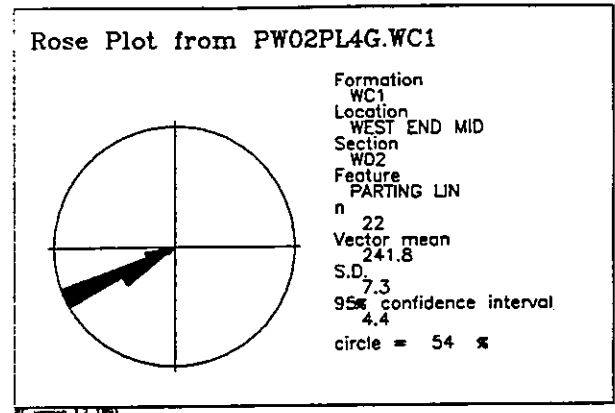 Rose Plot from PW02PL4G.WC1
Formation
WC1
Location
WEST END MID
Section
W02
Feature
PARTING LIN
n
22
Vector mean
241.8
S.D.
7.3
95% confidence interval
4.4
circle = 54 %